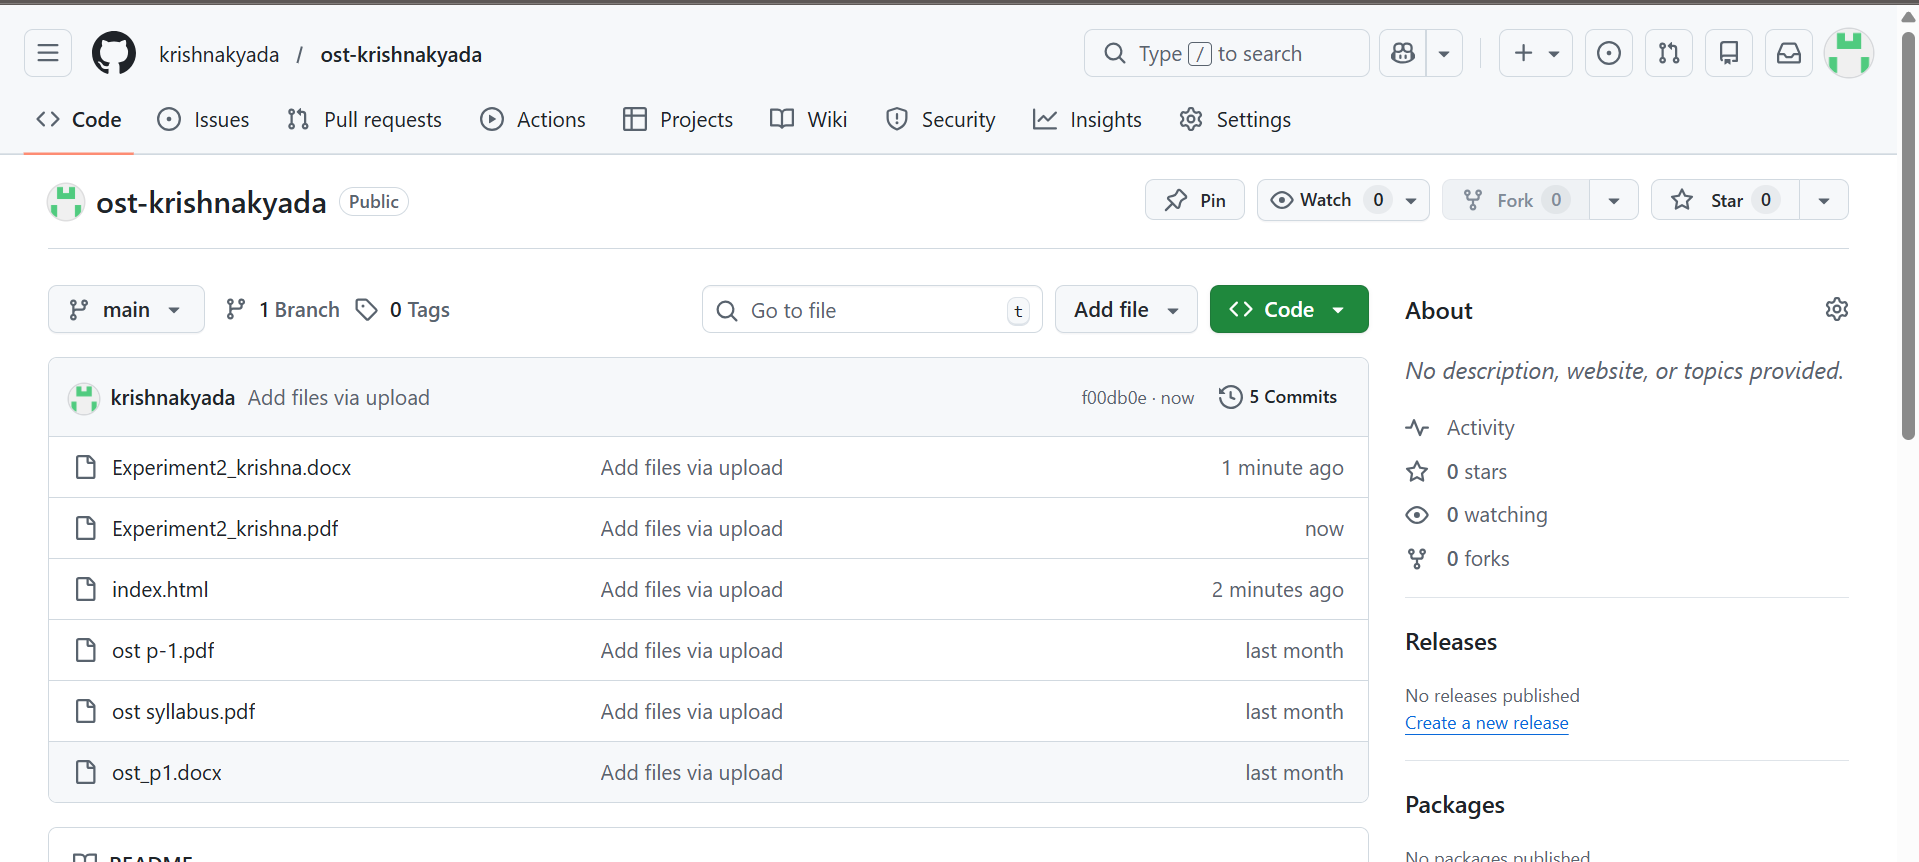 krishnakyada / ost-krishnakyada
Type / to search
Code Issues Pull requests Actions Projects Wiki Security Insights Settings
ost-krishnakyada Public
Pin Watch 0 Fork 0 Star 0
main 1 Branch 0 Tags
Go to file t
Add file Code
krishnakyada Add files via upload f00db0e · now 5 Commits
Experiment2_krishna.docx Add files via upload 1 minute ago
Experiment2_krishna.pdf Add files via upload now
index.html Add files via upload 2 minutes ago
ost p-1.pdf Add files via upload last month
ost syllabus.pdf Add files via upload last month
ost_p1.docx Add files via upload last month
README
About
No description, website, or topics provided.
Activity
0 stars
0 watching
0 forks
Releases
No releases published
Create a new release
Packages
No packages published